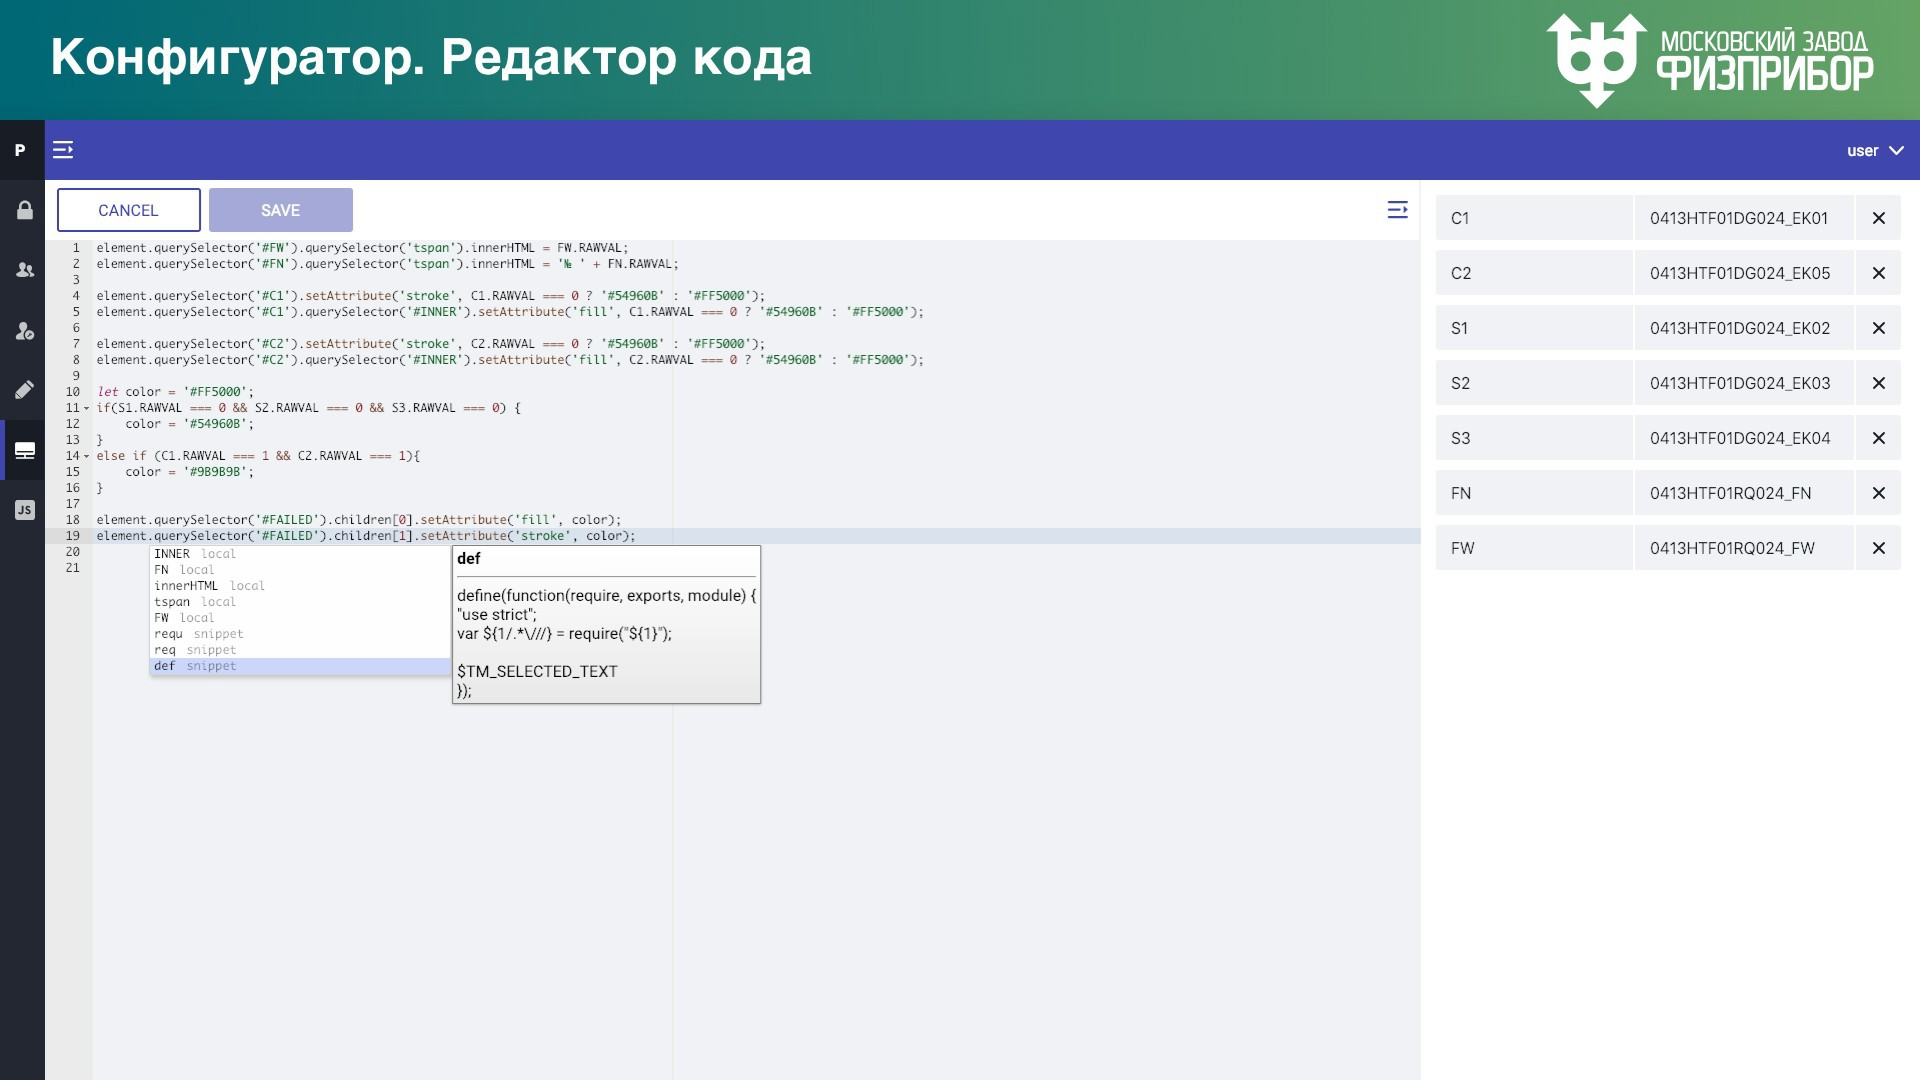 Конфигуратор. Редактор кода
МОСКОВСКИЙ ЗАВОД
ФИЗПРИБОР
P
user
CANCEL
SAVE
1 element.querySelector('#FW').querySelector('tspan').innerHTML = FW.RAWVAL;
2 element.querySelector('#FN').querySelector('tspan').innerHTML = '№ ' + FN.RAWVAL;
3
4 element.querySelector('#C1').setAttribute('stroke', C1.RAWVAL === 0 ? '#54960B' : '#FF5000');
5 element.querySelector('#C1').querySelector('#INNER').setAttribute('fill', C1.RAWVAL === 0 ? '#54960B' : '#FF5000');
6
7 element.querySelector('#C2').setAttribute('stroke', C2.RAWVAL === 0 ? '#54960B' : '#FF5000');
8 element.querySelector('#C2').querySelector('#INNER').setAttribute('fill', C2.RAWVAL === 0 ? '#54960B' : '#FF5000');
9
10 let color = '#FF5000';
11 if(S1.RAWVAL === 0 && S2.RAWVAL === 0 && S3.RAWVAL === 0) {
12 color = '#54960B';
13 }
14 else if (C1.RAWVAL === 1 && C2.RAWVAL === 1){
15 color = '#9B9B9B';
16 }
17
18 element.querySelector('#FAILED').children[0].setAttribute('fill', color);
19 element.querySelector('#FAILED').children[1].setAttribute('stroke', color);
20
21
INNER local
FN local
innerHTML local
tspan local
FW local
requ snippet
req snippet
def snippet
def
define(function(require, exports, module) {
"use strict";
var ${1/.*\///} = require("${1}");
$TM_SELECTED_TEXT
});
C1 0413HTF01DG024_EK01
C2 0413HTF01DG024_EK05
S1 0413HTF01DG024_EK02
S2 0413HTF01DG024_EK03
S3 0413HTF01DG024_EK04
FN 0413HTF01RQ024_FN
FW 0413HTF01RQ024_FW
JS